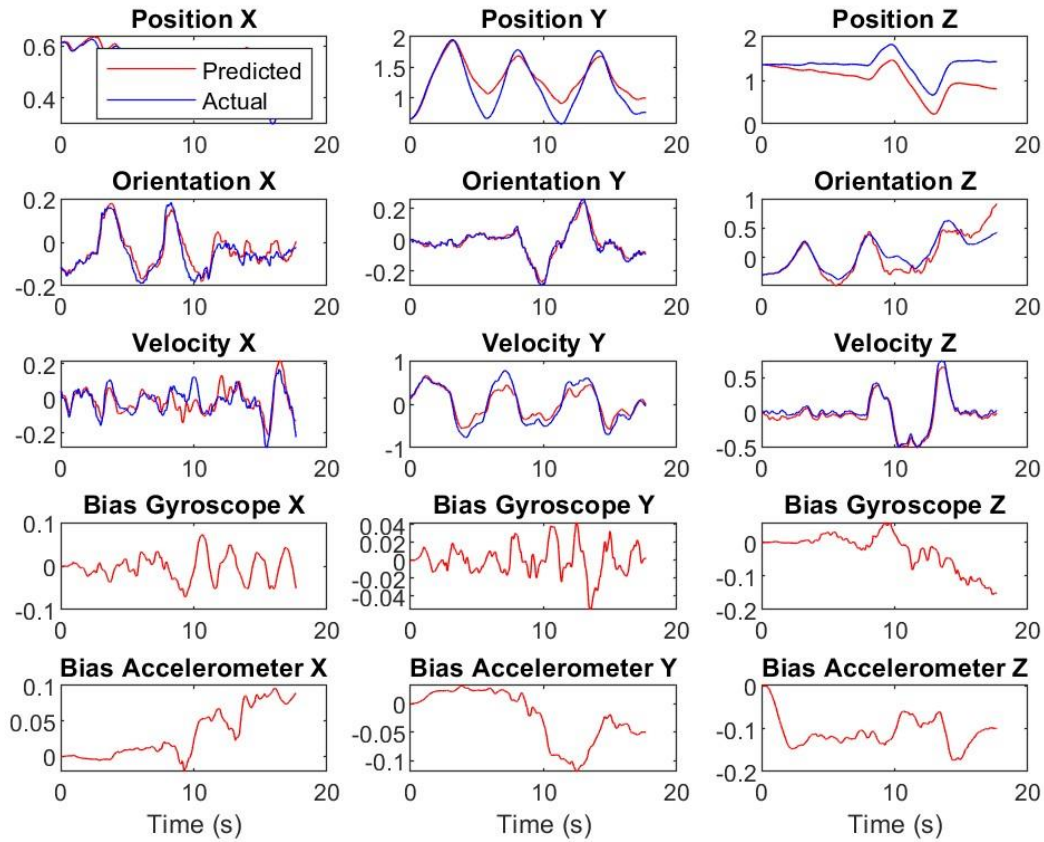 Position X
Position Y
Position Z
0.6
0.4
Predicted
Actual
0 10 20
2
1.5
1
0 10 20
2
1
0
0 10 20
Orientation X
Orientation Y
Orientation Z
0.2
0
-0.2
0 10 20
0.2
0
-0.2
0 10 20
1
0.5
0
0 10 20
Velocity X
Velocity Y
Velocity Z
0.2
0
-0.2
0 10 20
1
0
-1
0 10 20
0.5
0
-0.5
0 10 20
Bias Gyroscope X
Bias Gyroscope Y
Bias Gyroscope Z
0.1
0
-0.1
0 10 20
0.04
0.02
0
-0.02
-0.04
0 10 20
0
-0.1
-0.2
0 10 20
Bias Accelerometer X
Bias Accelerometer Y
Bias Accelerometer Z
0.1
0.05
0
0 10 20
0
-0.05
-0.1
0 10 20
0
-0.1
-0.2
0 10 20
Time (s)
Time (s)
Time (s)